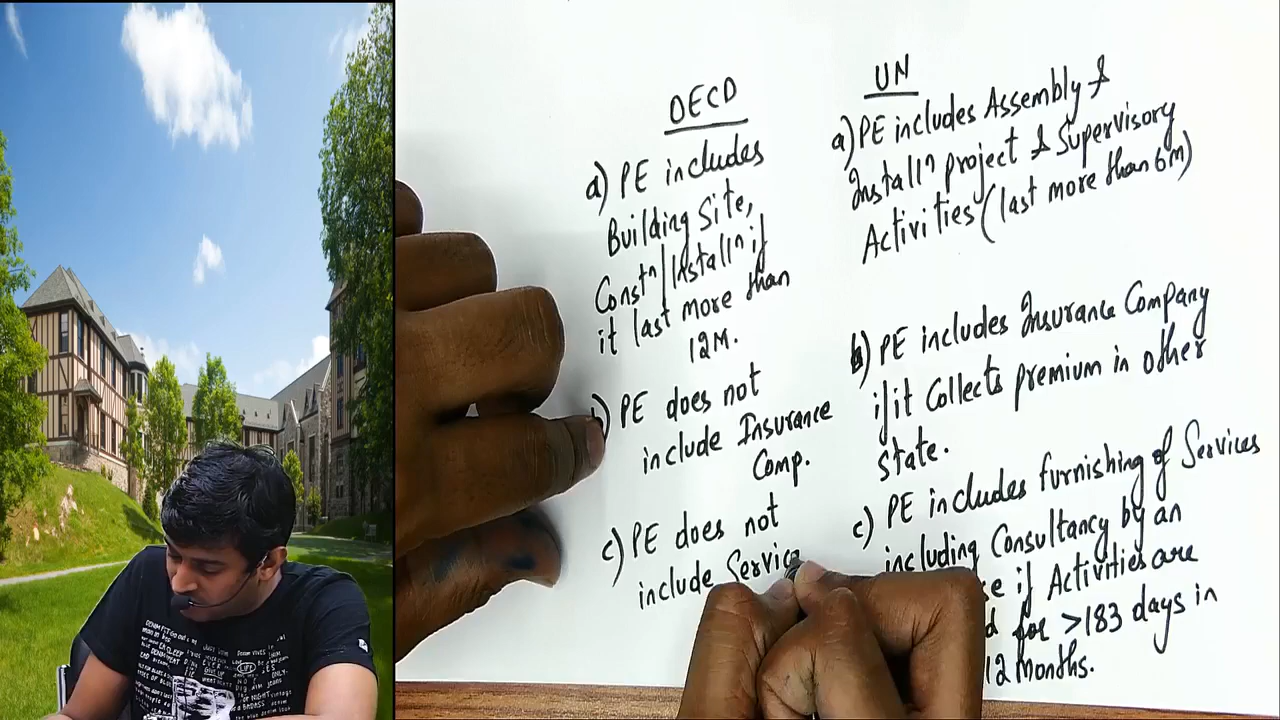 OECD
a) PE includes
Building Site,
Constⁿ/Installⁿ if
it last more than
12M.
b) PE does not
include Insurance
Comp.
c) PE does not
include Service
UN
a) PE includes Assembly &
Installⁿ project & Supervisory
Activities (last more than 6M)
b) PE includes Insurance Company
if it Collects premium in other
state.
c) PE includes furnishing of Services
including Consultancy by an
if Activities are
for >183 days in
12 months.